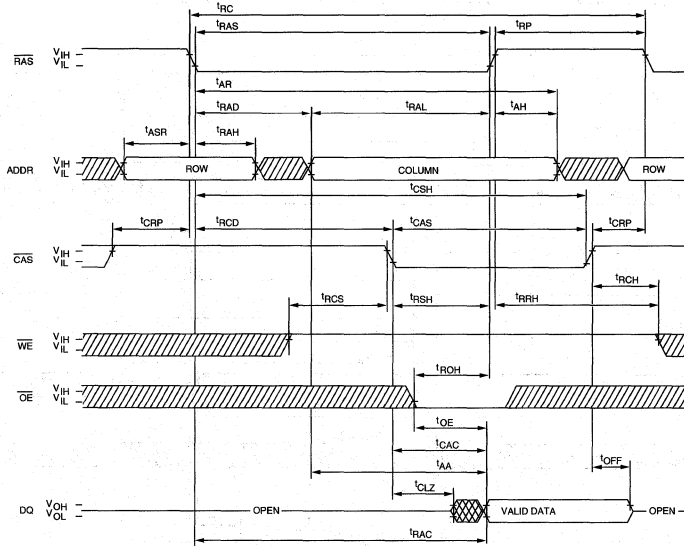 tRC
tRAS tRP
RAS VIH VIL
tAR
tRAD tRAL tAH
tASR tRAH
ADDR VIH VIL ROW COLUMN ROW
tCSH
tCRP tRCD tCAS tCRP
CAS VIH VIL
tRCH
tRCS tRSH tRRH
WE VIH VIL
tROH
OE VIH VIL
tOE
tCAC
tOFF
tAA
tCLZ
DQ VOH VOL OPEN VALID DATA OPEN
tRAC